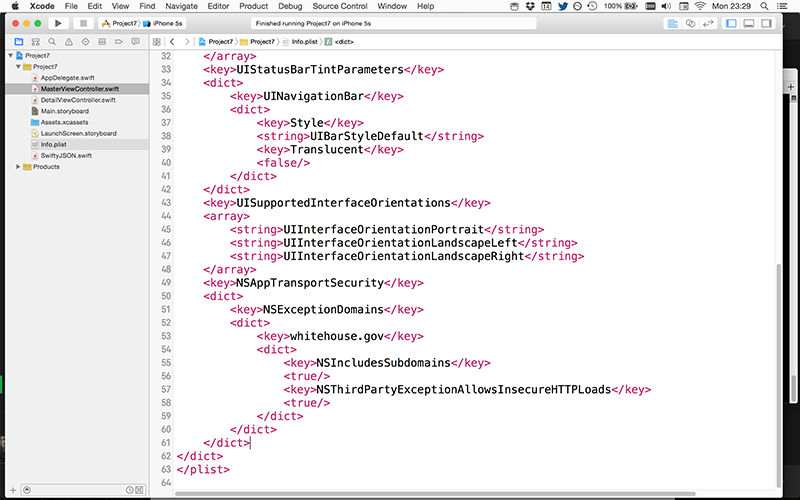 Xcode File Edit View Find Navigate Editor Product Debug Source Control Window Help 100% Mon 23:29
Project7 iPhone 5s Finished running Project7 on iPhone 5s
Project7 Project7 Info.plist <dict>
Project7
Project7
AppDelegate.swift
MasterViewController.swift
DetailViewController.swift
Main.storyboard
Assets.xcassets
LaunchScreen.storyboard
Info.plist
SwiftyJSON.swift
Products
32 </array>
33 <key>UIStatusBarTintParameters</key>
34 <dict>
35 <key>UINavigationBar</key>
36 <dict>
37 <key>Style</key>
38 <string>UIBarStyleDefault</string>
39 <key>Translucent</key>
40 <false/>
41 </dict>
42 </dict>
43 <key>UISupportedInterfaceOrientations</key>
44 <array>
45 <string>UIInterfaceOrientationPortrait</string>
46 <string>UIInterfaceOrientationLandscapeLeft</string>
47 <string>UIInterfaceOrientationLandscapeRight</string>
48 </array>
49 <key>NSAppTransportSecurity</key>
50 <dict>
51 <key>NSExceptionDomains</key>
52 <dict>
53 <key>whitehouse.gov</key>
54 <dict>
55 <key>NSIncludesSubdomains</key>
56 <true/>
57 <key>NSThirdPartyExceptionAllowsInsecureHTTPLoads</key>
58 <true/>
59 </dict>
60 </dict>
61 </dict>
62 </dict>
63 </plist>
64